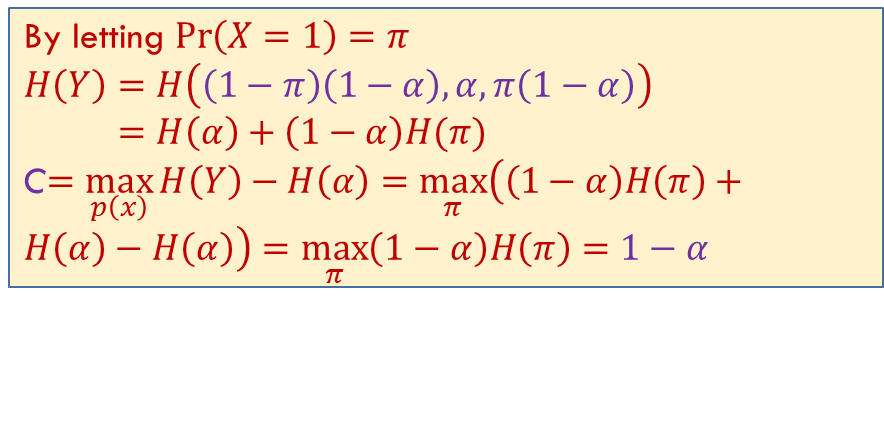 By letting Pr(X = 1) = π
H(Y) = H((1 − π)(1 − α), α, π(1 − α))
= H(α) + (1 − α)H(π)
C= max H(Y) − H(α) = max((1 − α)H(π) +
p(x) π
H(α) − H(α)) = max(1 − α)H(π) = 1 − α
π